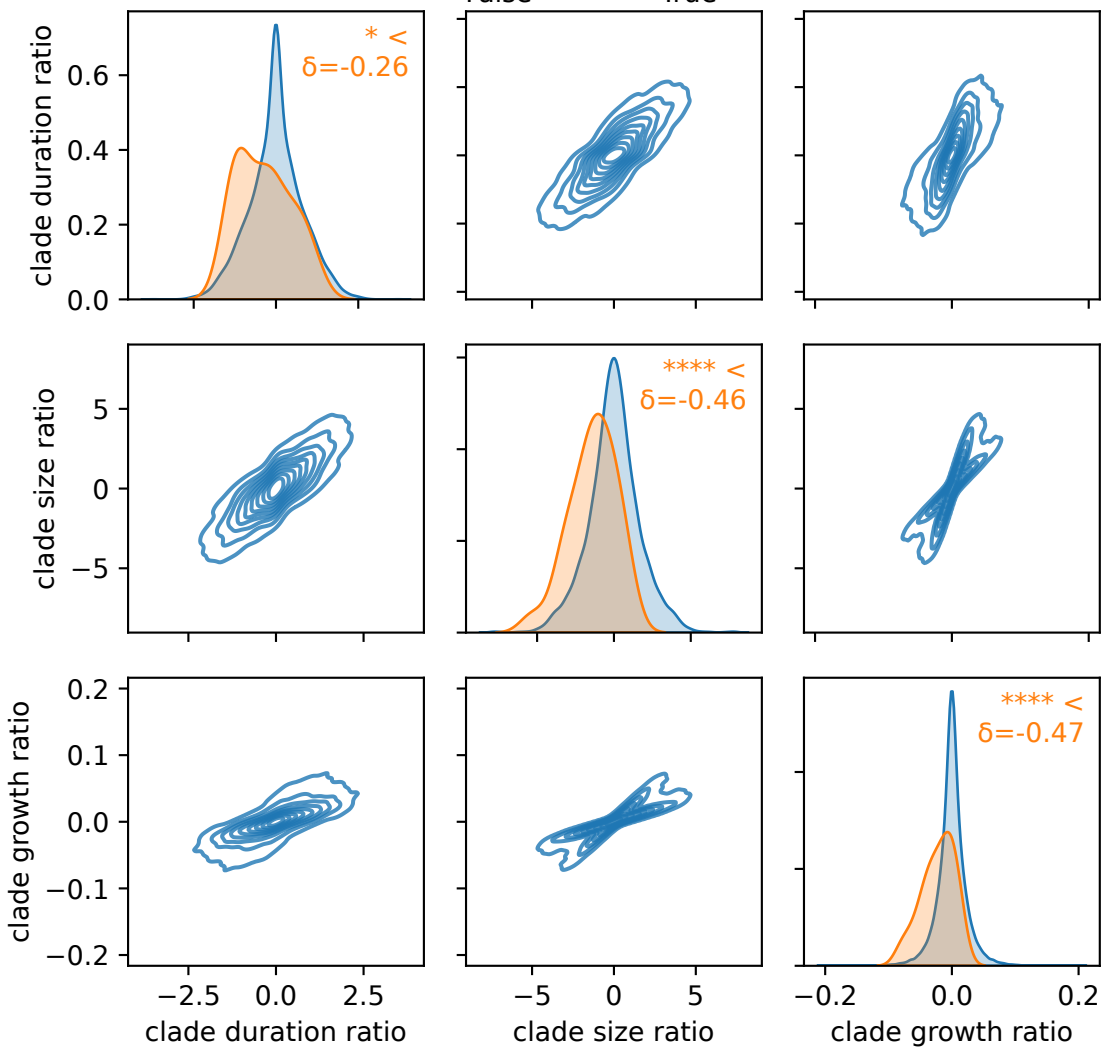 True
clade duration ratio
0.6
0.4
0.2
0.0
* <
δ=-0.26
clade size ratio
5
0
−5
**** <
δ=-0.46
clade growth ratio
0.2
0.1
0.0
−0.1
−0.2
**** <
δ=-0.47
−2.5 0.0 2.5
−5 0 5
−0.2 0.0 0.2
clade duration ratio
clade size ratio
clade growth ratio